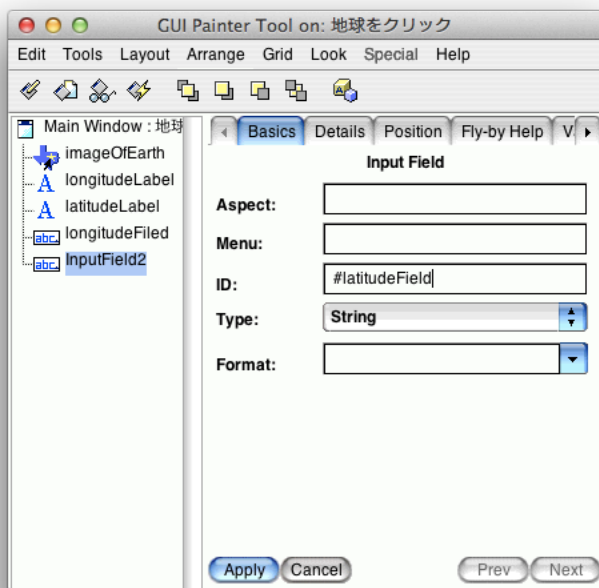 GUI Painter Tool on: 地球をクリック
Edit Tools Layout Arrange Grid Look Special Help
Main Window : 地球
imageOfEarth
longitudeLabel
latitudeLabel
longitudeFiled
InputField2
Basics Details Position Fly-by Help V
Input Field
Aspect:
Menu:
ID: #latitudeField
Type: String
Format:
Apply Cancel Prev Next